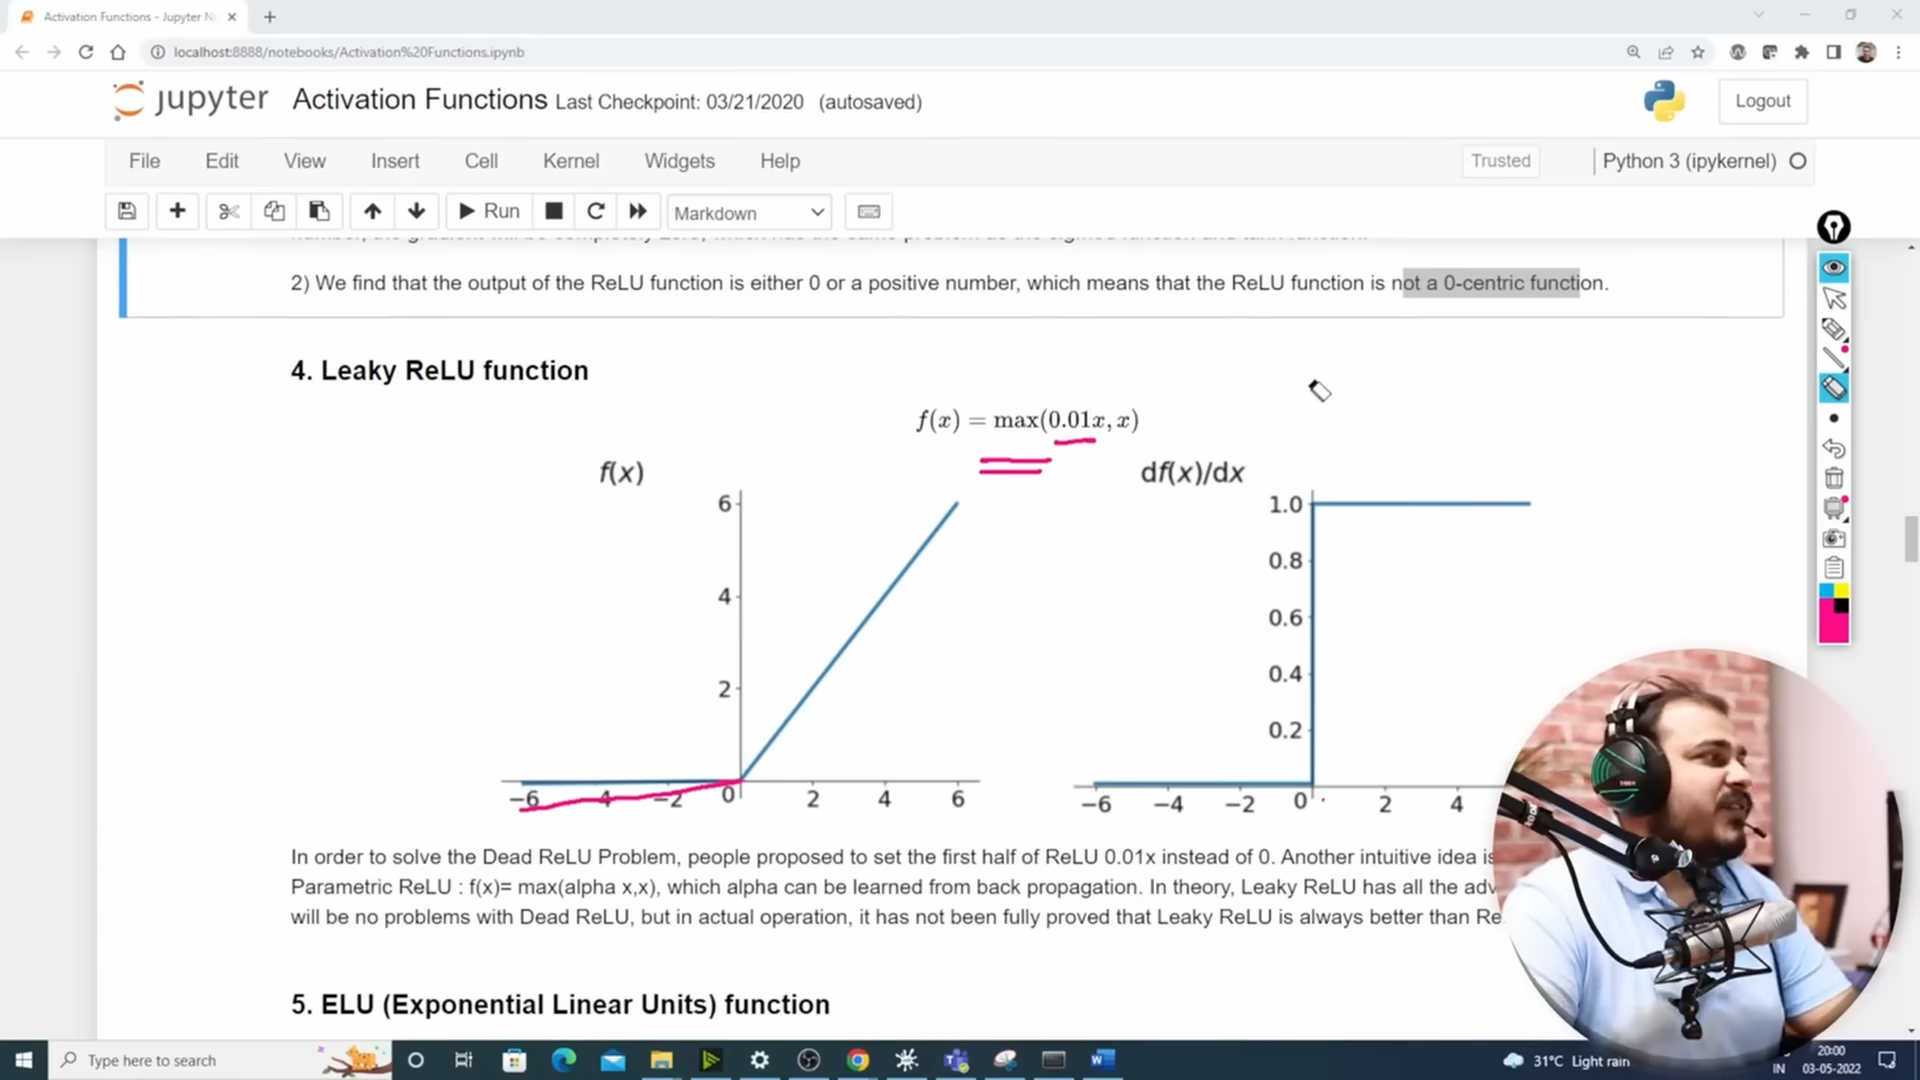 Activation Functions - Jupyter No
localhost:8888/notebooks/Activation%20Functions.ipynb
jupyter Activation Functions Last Checkpoint: 03/21/2020 (autosaved)
Logout
File Edit View Insert Cell Kernel Widgets Help
Trusted Python 3 (ipykernel)
Run Markdown
2) We find that the output of the ReLU function is either 0 or a positive number, which means that the ReLU function is not a 0-centric function.
4. Leaky ReLU function
f(x) = max(0.01x, x)
f(x)
6
4
2
−6 4 −2 0 2 4 6
df(x)/dx
1.0
0.8
0.6
0.4
0.2
−6 −4 −2 0 2 4
In order to solve the Dead ReLU Problem, people proposed to set the first half of ReLU 0.01x instead of 0. Another intuitive idea is
Parametric ReLU : f(x)= max(alpha x,x), which alpha can be learned from back propagation. In theory, Leaky ReLU has all the adv
will be no problems with Dead ReLU, but in actual operation, it has not been fully proved that Leaky ReLU is always better than Re
5. ELU (Exponential Linear Units) function
Type here to search
31°C Light rain
IN
20:00
03-05-2022